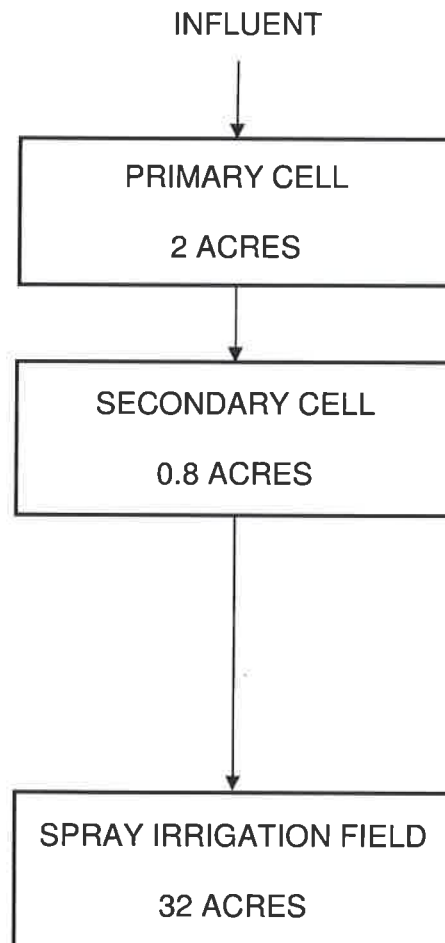 INFLUENT
PRIMARY CELL
2 ACRES
SECONDARY CELL
0.8 ACRES
SPRAY IRRIGATION FIELD
32 ACRES